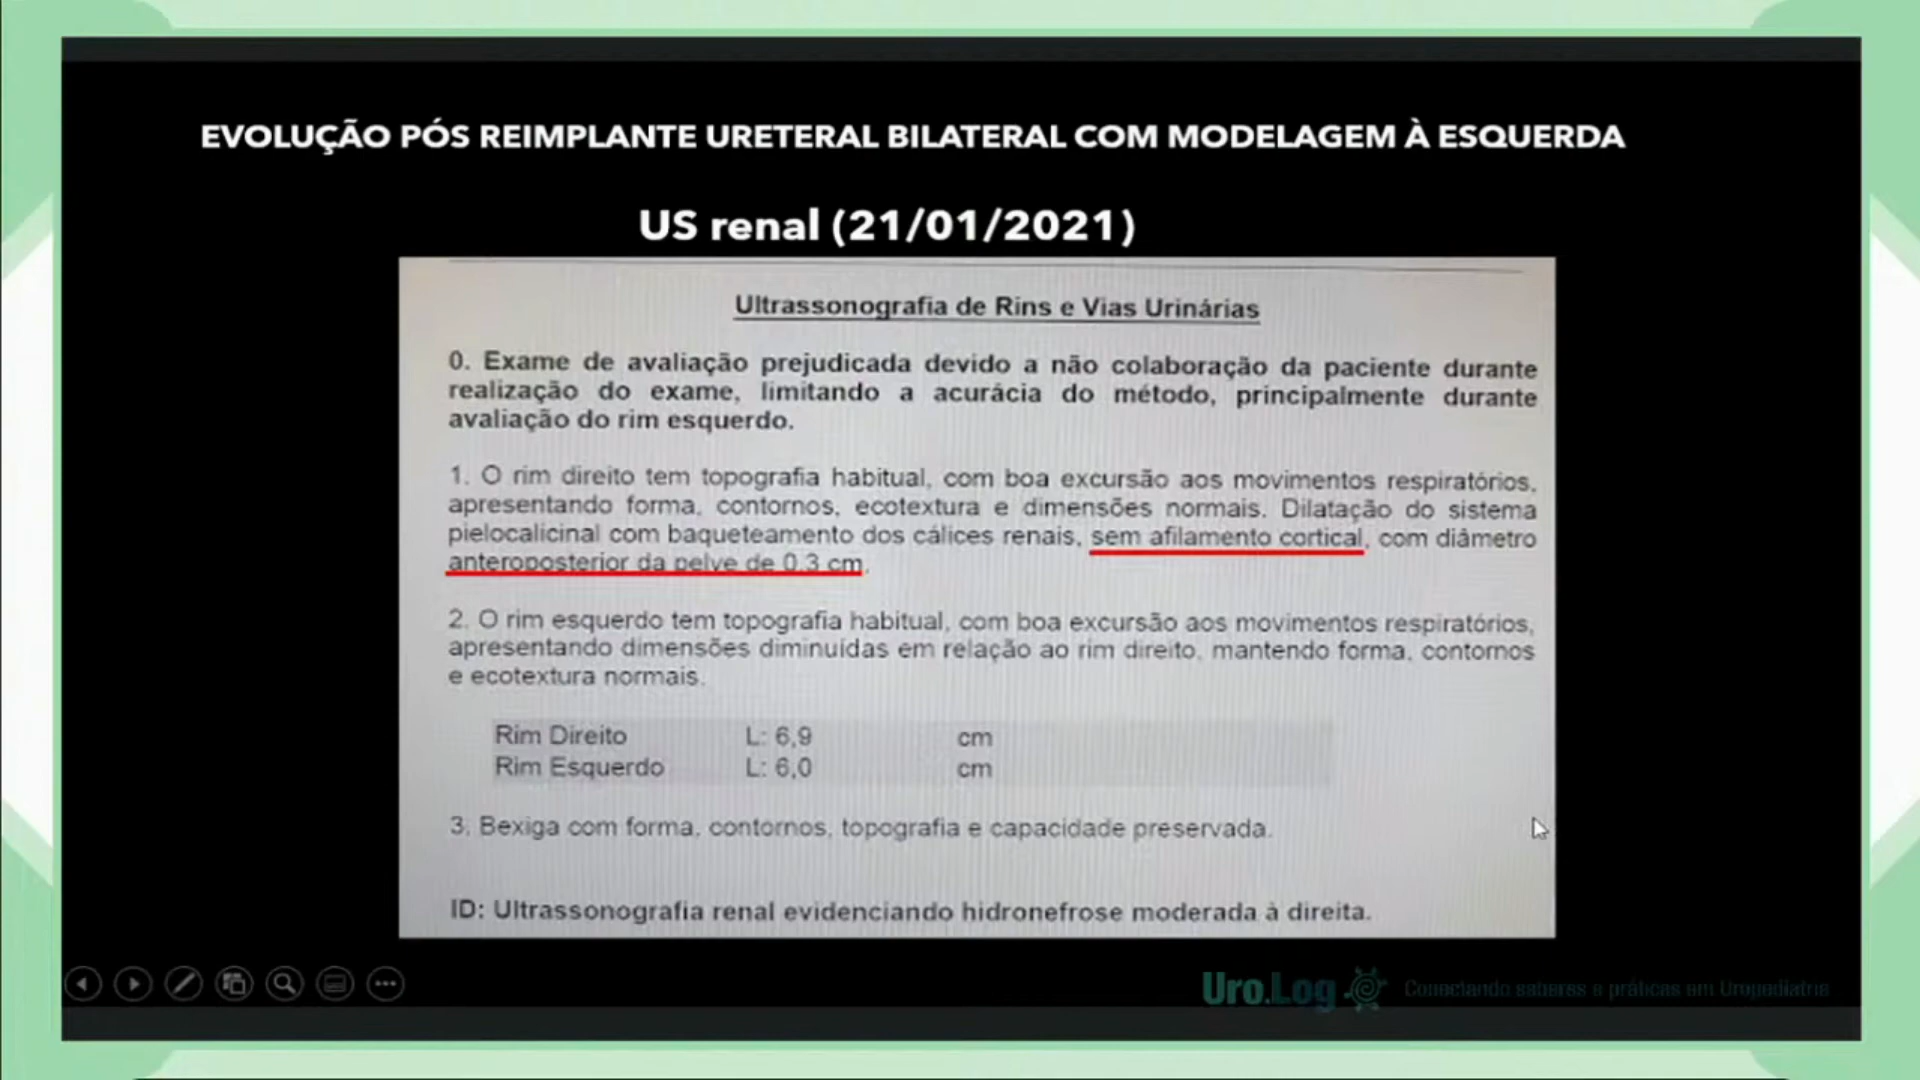 EVOLUÇÃO PÓS REIMPLANTE URETERAL BILATERAL COM MODELAGEM À ESQUERDA
US renal (21/01/2021)
Ultrassonografia de Rins e Vias Urinárias
0. Exame de avaliação prejudicada devido a não colaboração da paciente durante
realização do exame, limitando a acurácia do método, principalmente durante
avaliação do rim esquerdo.
1. O rim direito tem topografia habitual, com boa excursão aos movimentos respiratórios,
apresentando forma, contornos, ecotextura e dimensões normais. Dilatação do sistema
pielocalicinal com baqueteamento dos cálices renais, sem afilamento cortical, com diâmetro
anteroposterior da pelve de 0.3 cm.
2. O rim esquerdo tem topografia habitual, com boa excursão aos movimentos respiratórios,
apresentando dimensões diminuídas em relação ao rim direito, mantendo forma, contornos
e ecotextura normais.
Rim Direito L: 6,9 cm
Rim Esquerdo L: 6,0 cm
3. Bexiga com forma, contornos, topografia e capacidade preservada.
ID: Ultrassonografia renal evidenciando hidronefrose moderada à direita.
Uro.Log Conectando saberes e práticas em Uropediatria